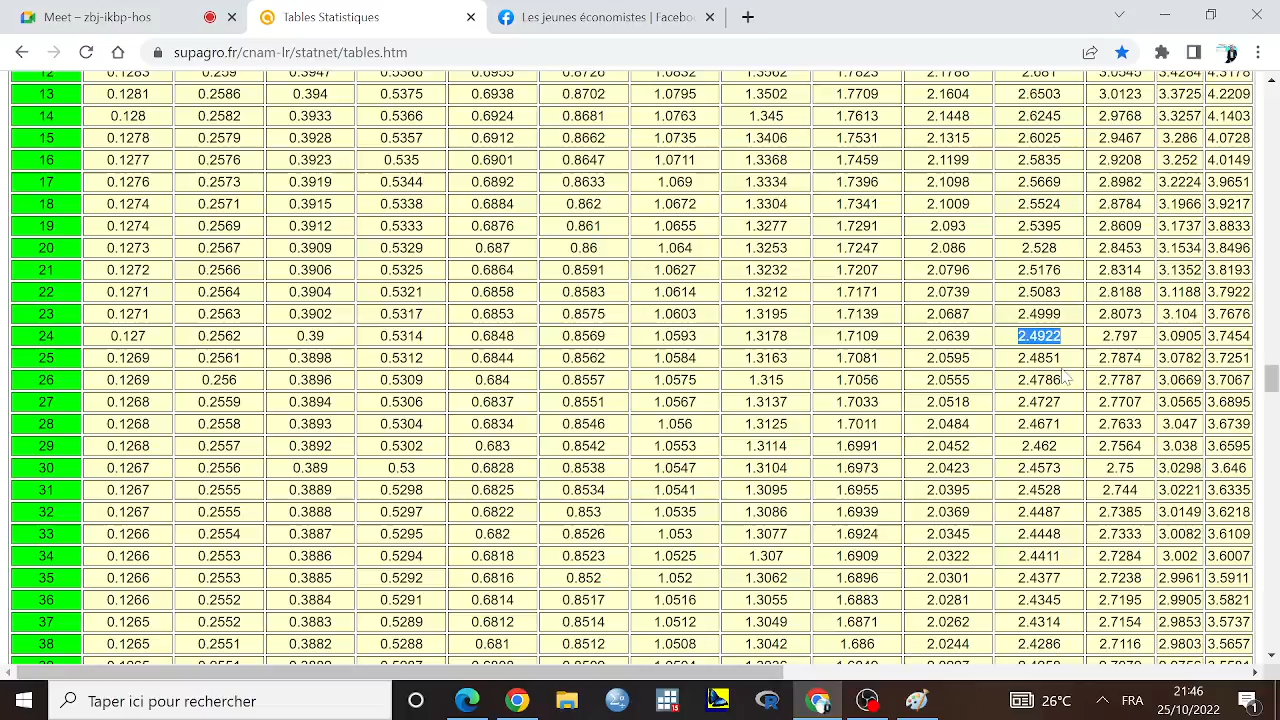 Meet – zbj-ikbp-hos
Tables Statistiques
Les jeunes économistes | Facebo
supagro.fr/cnam-lr/statnet/tables.htm
12 0.1283 0.259 0.3947 0.5386 0.6955 0.8726 1.0832 1.3562 1.7823 2.1788 2.681 3.0545 3.4284 4.3178
13 0.1281 0.2586 0.394 0.5375 0.6938 0.8702 1.0795 1.3502 1.7709 2.1604 2.6503 3.0123 3.3725 4.2209
14 0.128 0.2582 0.3933 0.5366 0.6924 0.8681 1.0763 1.345 1.7613 2.1448 2.6245 2.9768 3.3257 4.1403
15 0.1278 0.2579 0.3928 0.5357 0.6912 0.8662 1.0735 1.3406 1.7531 2.1315 2.6025 2.9467 3.286 4.0728
16 0.1277 0.2576 0.3923 0.535 0.6901 0.8647 1.0711 1.3368 1.7459 2.1199 2.5835 2.9208 3.252 4.0149
17 0.1276 0.2573 0.3919 0.5344 0.6892 0.8633 1.069 1.3334 1.7396 2.1098 2.5669 2.8982 3.2224 3.9651
18 0.1274 0.2571 0.3915 0.5338 0.6884 0.862 1.0672 1.3304 1.7341 2.1009 2.5524 2.8784 3.1966 3.9217
19 0.1274 0.2569 0.3912 0.5333 0.6876 0.861 1.0655 1.3277 1.7291 2.093 2.5395 2.8609 3.1737 3.8833
20 0.1273 0.2567 0.3909 0.5329 0.687 0.86 1.064 1.3253 1.7247 2.086 2.528 2.8453 3.1534 3.8496
21 0.1272 0.2566 0.3906 0.5325 0.6864 0.8591 1.0627 1.3232 1.7207 2.0796 2.5176 2.8314 3.1352 3.8193
22 0.1271 0.2564 0.3904 0.5321 0.6858 0.8583 1.0614 1.3212 1.7171 2.0739 2.5083 2.8188 3.1188 3.7922
23 0.1271 0.2563 0.3902 0.5317 0.6853 0.8575 1.0603 1.3195 1.7139 2.0687 2.4999 2.8073 3.104 3.7676
24 0.127 0.2562 0.39 0.5314 0.6848 0.8569 1.0593 1.3178 1.7109 2.0639 2.4922 2.797 3.0905 3.7454
25 0.1269 0.2561 0.3898 0.5312 0.6844 0.8562 1.0584 1.3163 1.7081 2.0595 2.4851 2.7874 3.0782 3.7251
26 0.1269 0.256 0.3896 0.5309 0.684 0.8557 1.0575 1.315 1.7056 2.0555 2.4786 2.7787 3.0669 3.7067
27 0.1268 0.2559 0.3894 0.5306 0.6837 0.8551 1.0567 1.3137 1.7033 2.0518 2.4727 2.7707 3.0565 3.6895
28 0.1268 0.2558 0.3893 0.5304 0.6834 0.8546 1.056 1.3125 1.7011 2.0484 2.4671 2.7633 3.047 3.6739
29 0.1268 0.2557 0.3892 0.5302 0.683 0.8542 1.0553 1.3114 1.6991 2.0452 2.462 2.7564 3.038 3.6595
30 0.1267 0.2556 0.389 0.53 0.6828 0.8538 1.0547 1.3104 1.6973 2.0423 2.4573 2.75 3.0298 3.646
31 0.1267 0.2555 0.3889 0.5298 0.6825 0.8534 1.0541 1.3095 1.6955 2.0395 2.4528 2.744 3.0221 3.6335
32 0.1267 0.2555 0.3888 0.5297 0.6822 0.853 1.0535 1.3086 1.6939 2.0369 2.4487 2.7385 3.0149 3.6218
33 0.1266 0.2554 0.3887 0.5295 0.682 0.8526 1.053 1.3077 1.6924 2.0345 2.4448 2.7333 3.0082 3.6109
34 0.1266 0.2553 0.3886 0.5294 0.6818 0.8523 1.0525 1.307 1.6909 2.0322 2.4411 2.7284 3.002 3.6007
35 0.1266 0.2553 0.3885 0.5292 0.6816 0.852 1.052 1.3062 1.6896 2.0301 2.4377 2.7238 2.9961 3.5911
36 0.1266 0.2552 0.3884 0.5291 0.6814 0.8517 1.0516 1.3055 1.6883 2.0281 2.4345 2.7195 2.9905 3.5821
37 0.1265 0.2552 0.3883 0.5289 0.6812 0.8514 1.0512 1.3049 1.6871 2.0262 2.4314 2.7154 2.9853 3.5737
38 0.1265 0.2551 0.3882 0.5288 0.681 0.8512 1.0508 1.3042 1.686 2.0244 2.4286 2.7116 2.9803 3.5657
Taper ici pour rechercher
15
26°C
FRA
21:46
25/10/2022
1